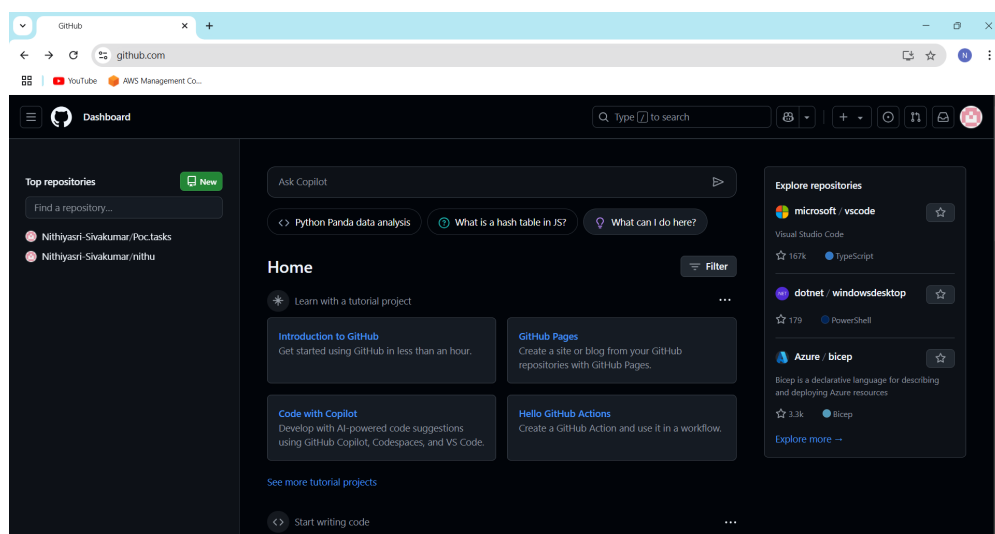 GitHub
github.com
YouTube
AWS Management Co...
Dashboard
Type / to search
Top repositories
New
Find a repository...
Nithiyasri-Sivakumar/Poc.tasks
Nithiyasri-Sivakumar/nithu
Ask Copilot
Python Panda data analysis
What is a hash table in JS?
What can I do here?
Home
Filter
Learn with a tutorial project
Introduction to GitHub
Get started using GitHub in less than an hour.
GitHub Pages
Create a site or blog from your GitHub
repositories with GitHub Pages.
Code with Copilot
Develop with AI-powered code suggestions
using GitHub Copilot, Codespaces, and VS Code.
Hello GitHub Actions
Create a GitHub Action and use it in a workflow.
See more tutorial projects
Start writing code
Explore repositories
microsoft / vscode
Visual Studio Code
167k
TypeScript
dotnet / windowsdesktop
179
PowerShell
Azure / bicep
Bicep is a declarative language for describing
and deploying Azure resources
3.3k
Bicep
Explore more →
N